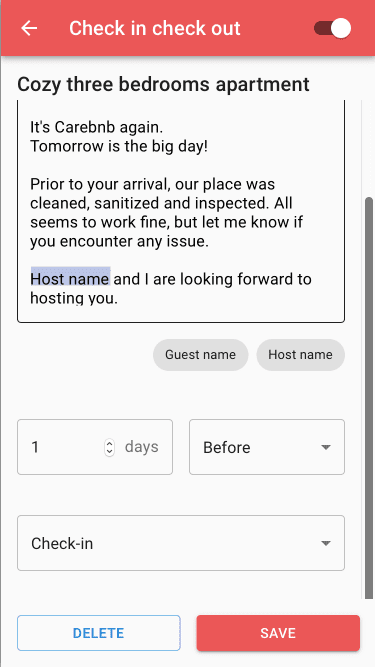 Check in check out
Cozy three bedrooms apartment
It's Carebnb again.
Tomorrow is the big day!
Prior to your arrival, our place was
cleaned, sanitized and inspected. All
seems to work fine, but let me know if
you encounter any issue.
Host name and I are looking forward to
hosting you.
Guest name Host name
1 days Before
Check-in
DELETE SAVE